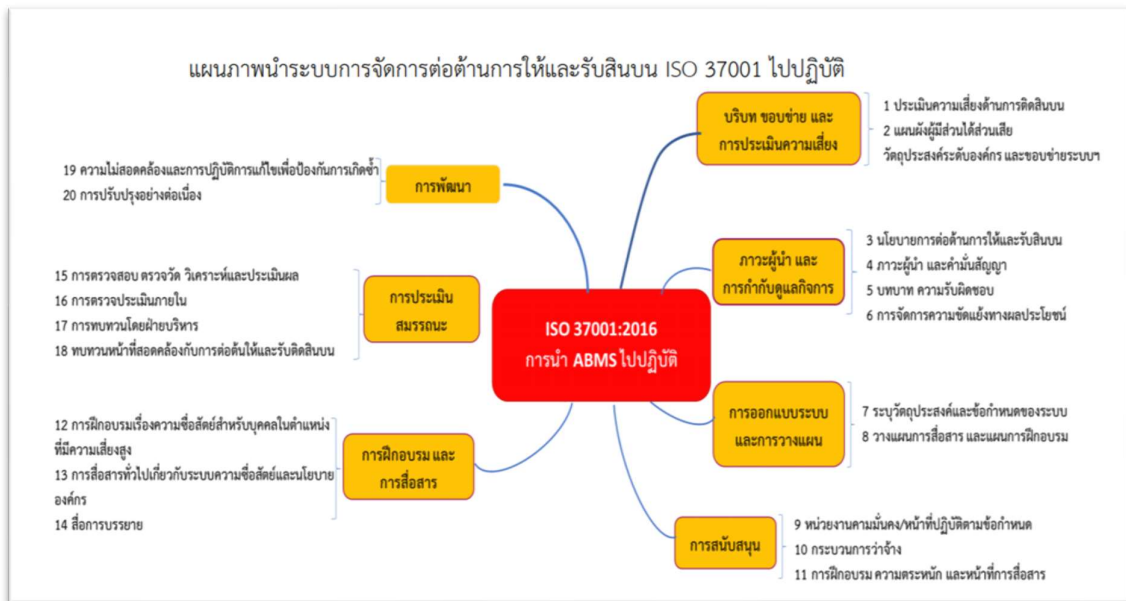 แผนภาพนำระบบการจัดการต่อต้านการให้และรับสินบน ISO 37001 ไปปฏิบัติ
บริบท ขอบข่าย และ
การประเมินความเสี่ยง
1 ประเมินความเสี่ยงด้านการติดสินบน
2 แผนผังผู้มีส่วนได้ส่วนเสีย
วัตถุประสงค์ระดับองค์กร และขอบข่ายระบบฯ
ภาวะผู้นำ และ
การกำกับดูแลกิจการ
3 นโยบายการต่อต้านการให้และรับสินบน
4 ภาวะผู้นำ และคำมั่นสัญญา
5 บทบาท ความรับผิดชอบ
6 การจัดการความขัดแย้งทางผลประโยชน์
ISO 37001:2016
การนำ ABMS ไปปฏิบัติ
การออกแบบระบบ
และการวางแผน
7 ระบุวัตถุประสงค์และข้อกำหนดของระบบ
8 วางแผนการสื่อสาร และแผนการฝึกอบรม
การสนับสนุน
9 หน่วยงานคามมั่นคง/หน้าที่ปฏิบัติตามข้อกำหนด
10 กระบวนการว่าจ้าง
11 การฝึกอบรม ความตระหนัก และหน้าที่การสื่อสาร
การฝึกอบรม และ
การสื่อสาร
12 การฝึกอบรมเรื่องความซื่อสัตย์สำหรับบุคคลในตำแหน่ง
ที่มีความเสี่ยงสูง
13 การสื่อสารทั่วไปเกี่ยวกับระบบความซื่อสัตย์และนโยบาย
องค์กร
14 สื่อการบรรยาย
การประเมิน
สมรรถนะ
15 การตรวจสอบ ตรวจวัด วิเคราะห์และประเมินผล
16 การตรวจประเมินภายใน
17 การทบทวนโดยฝ่ายบริหาร
18 ทบทวนหน้าที่สอดคล้องกับการต่อต้นให้และรับติดสินบน
การพัฒนา
19 ความไม่สอดคล้องและการปฏิบัติการแก้ไขเพื่อป้องกันการเกิดซ้ำ
20 การปรับปรุงอย่างต่อเนื่อง